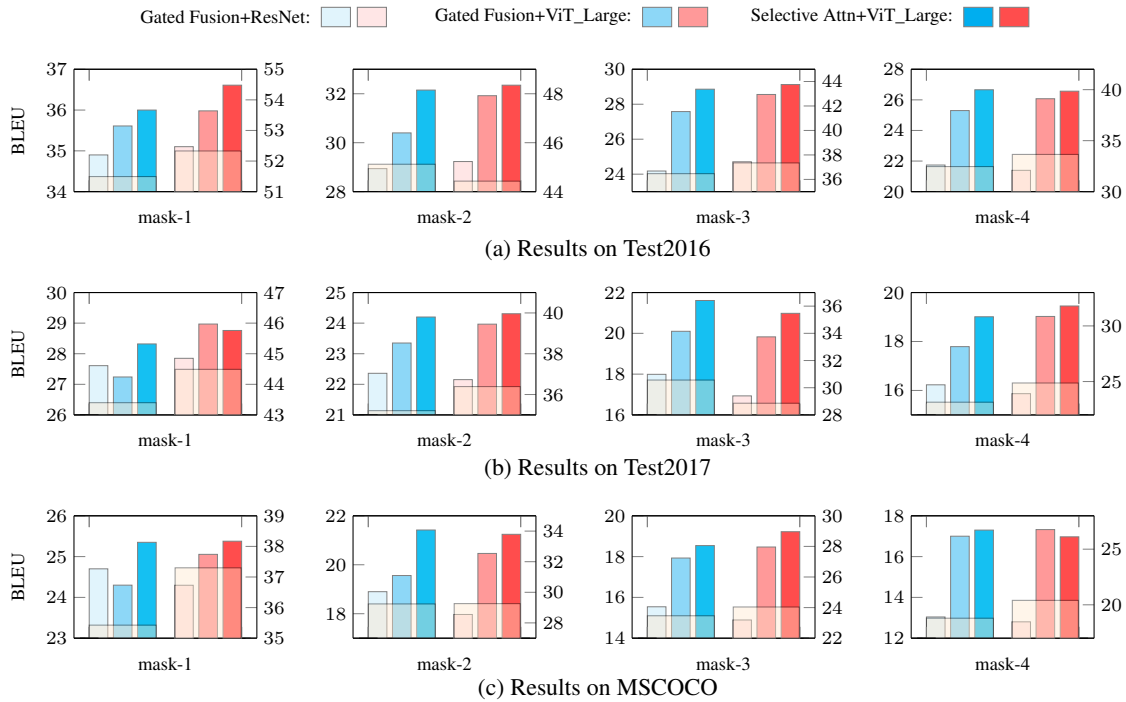 Gated Fusion+ResNet: Gated Fusion+ViT_Large: Selective Attn+ViT_Large:
BLEU
34 35 36 37 51 52 53 54 55 mask-1
28 30 32 44 46 48 mask-2
24 26 28 30 36 38 40 42 44 mask-3
20 22 24 26 28 30 35 40 mask-4
(a) Results on Test2016
BLEU
26 27 28 29 30 43 44 45 46 47 mask-1
21 22 23 24 25 36 38 40 mask-2
16 18 20 22 28 30 32 34 36 mask-3
16 18 20 25 30 mask-4
(b) Results on Test2017
BLEU
23 24 25 26 35 36 37 38 39 mask-1
18 20 22 28 30 32 34 mask-2
14 16 18 20 22 24 26 28 30 mask-3
12 14 16 18 20 25 mask-4
(c) Results on MSCOCO